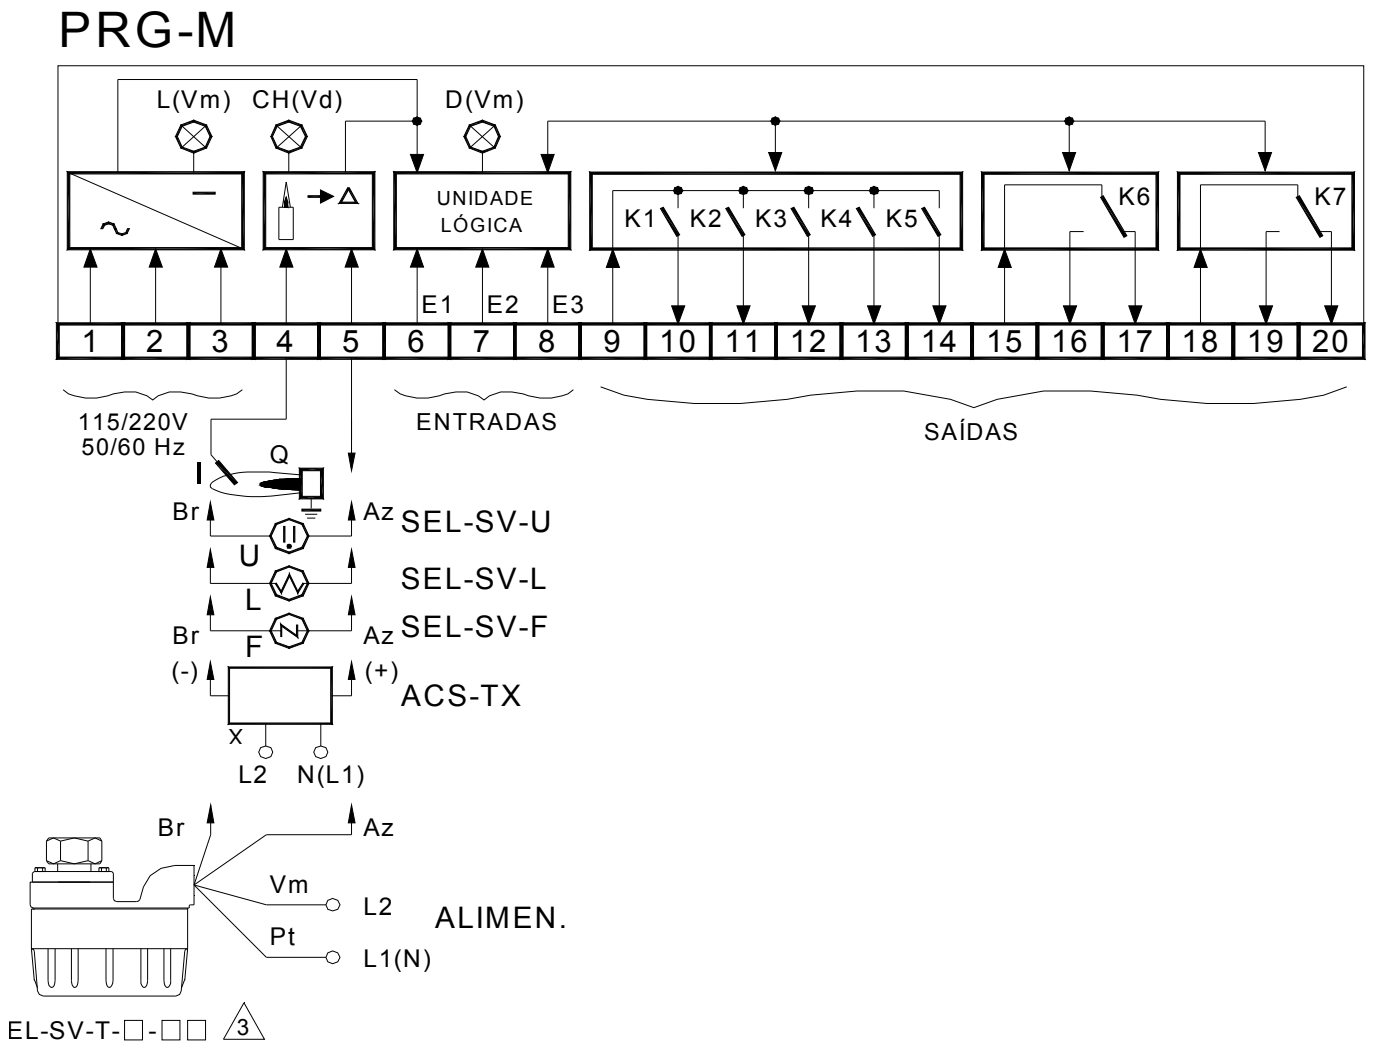 PRG-M
L(Vm) CH(Vd) D(Vm)
UNIDADE
LÓGICA
K1 K2 K3 K4 K5 K6 K7
E1 E2 E3
1 2 3 4 5 6 7 8 9 10 11 12 13 14 15 16 17 18 19 20
115/220V
50/60 Hz
ENTRADAS
SAÍDAS
I Q
Br Az SEL-SV-U
U
SEL-SV-L
L
SEL-SV-F
Br Az
F
(-) (+)
ACS-TX
X
L2 N(L1)
Br Az
Vm L2
ALIMEN.
Pt L1(N)
EL-SV-T-□-□□ 3